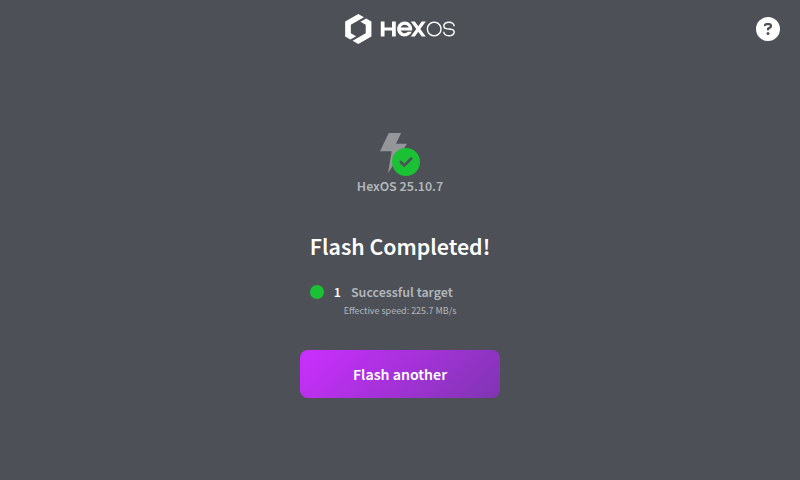 HexOS
?
HexOS 25.10.7
Flash Completed!
1 Successful target
Effective speed: 225.7 MB/s
Flash another